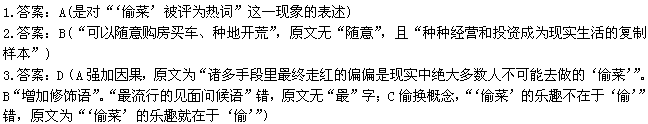 1.答案：A(是对“‘偷菜’被评为热词”这一现象的表述)
2.答案：B(“可以随意购房买车、种地开荒”，原文无“随意”，且“种种经营和投资成为现实生活的复制
样本”)
3.答案：D（A强加因果，原文为“诸多手段里最终走红的偏偏是现实中绝大多数人不可能去做的‘偷菜’”。
B“增加修饰语”。“最流行的见面问候语”错，原文无“最”字；C偷换概念，“‘偷菜’的乐趣不在于‘偷’”
错，原文为“‘偷菜’的乐趣就在于‘偷’”)